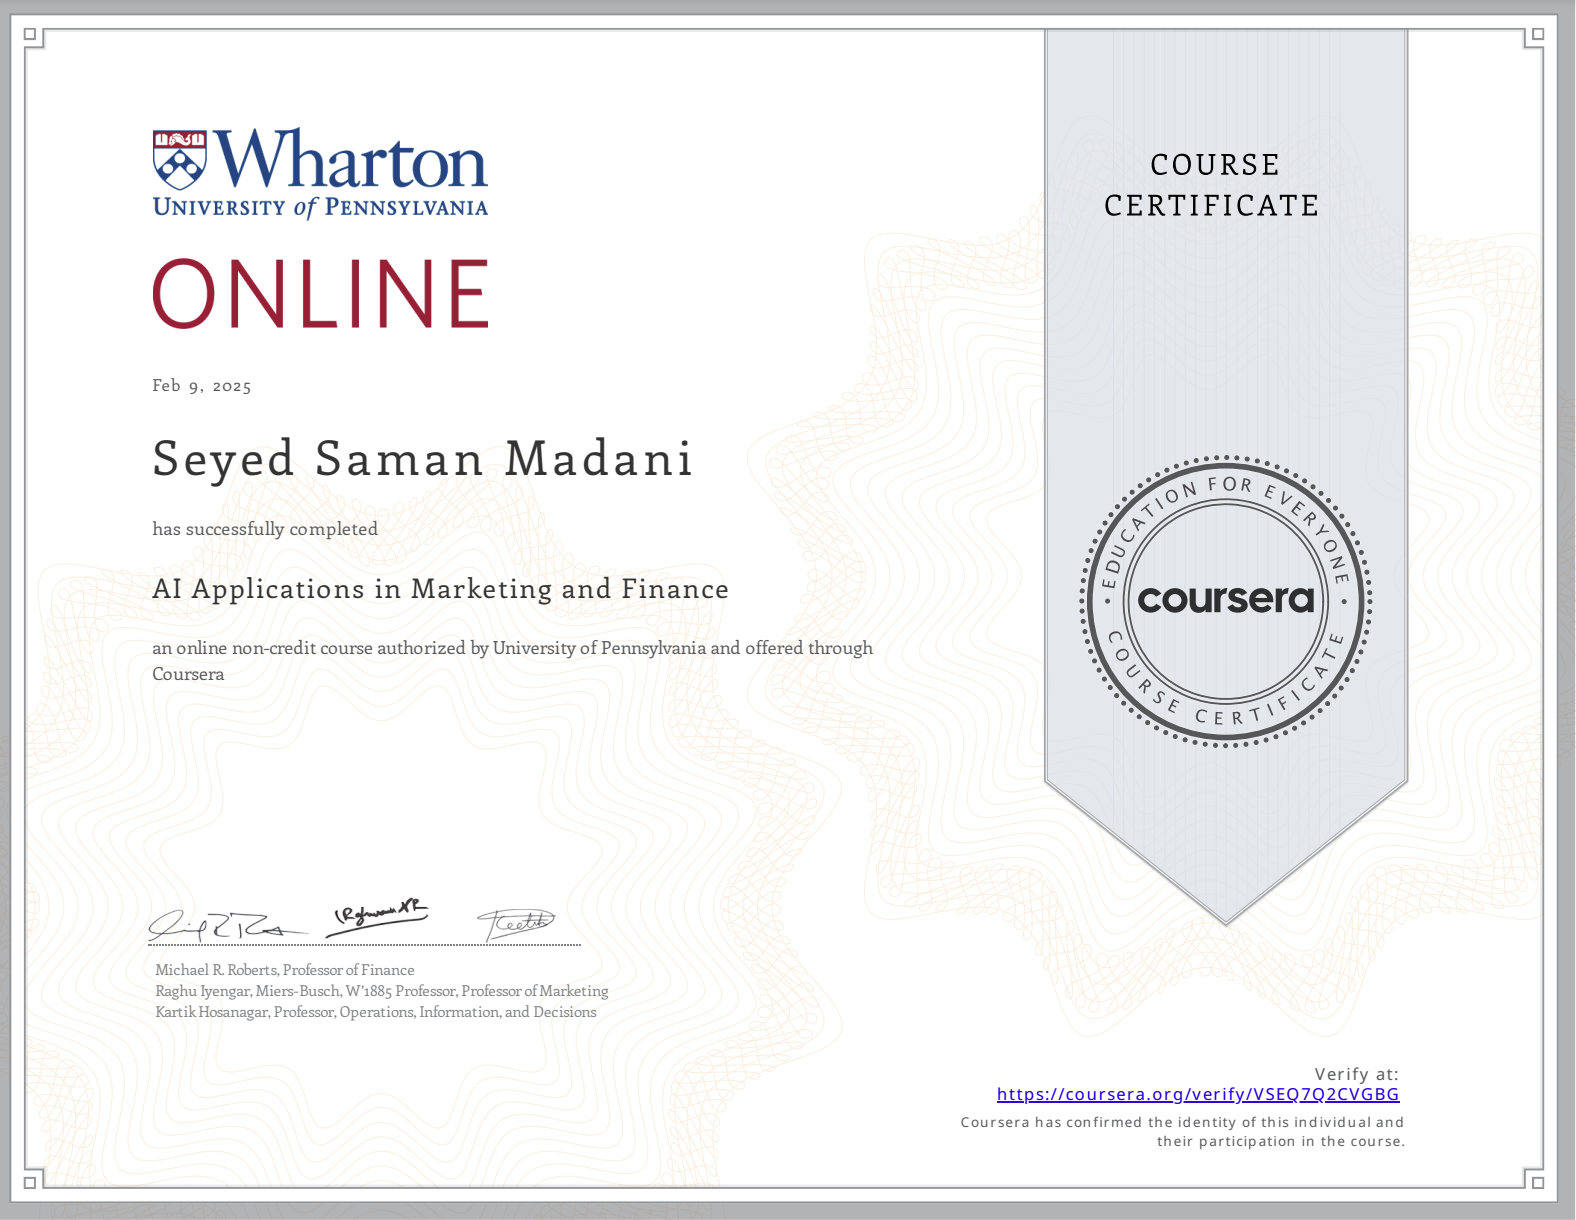 Wharton
UNIVERSITY of PENNSYLVANIA
ONLINE
Feb 9, 2025
Seyed Saman Madani
has successfully completed
AI Applications in Marketing and Finance
an online non-credit course authorized by University of Pennsylvania and offered through
Coursera
Michael R. Roberts, Professor of Finance
Raghu Iyengar, Miers-Busch, W'1885 Professor, Professor of Marketing
Kartik Hosanagar, Professor, Operations, Information, and Decisions
COURSE
CERTIFICATE
EDUCATION FOR EVERYONE
coursera
COURSE CERTIFICATE
Verify at:
https://coursera.org/verify/VSEQ7Q2CVGBG
Coursera has confirmed the identity of this individual and
their participation in the course.